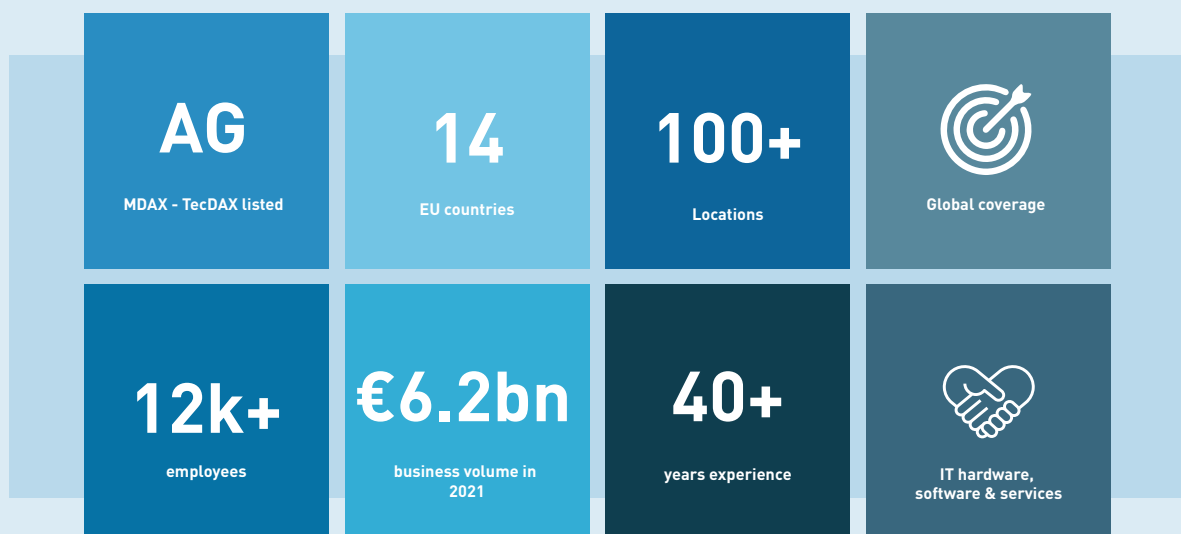 AG
MDAX - TecDAX listed
14
EU countries
100+
Locations
Global coverage
12k+
employees
€6.2bn
business volume in
2021
40+
years experience
IT hardware,
software & services